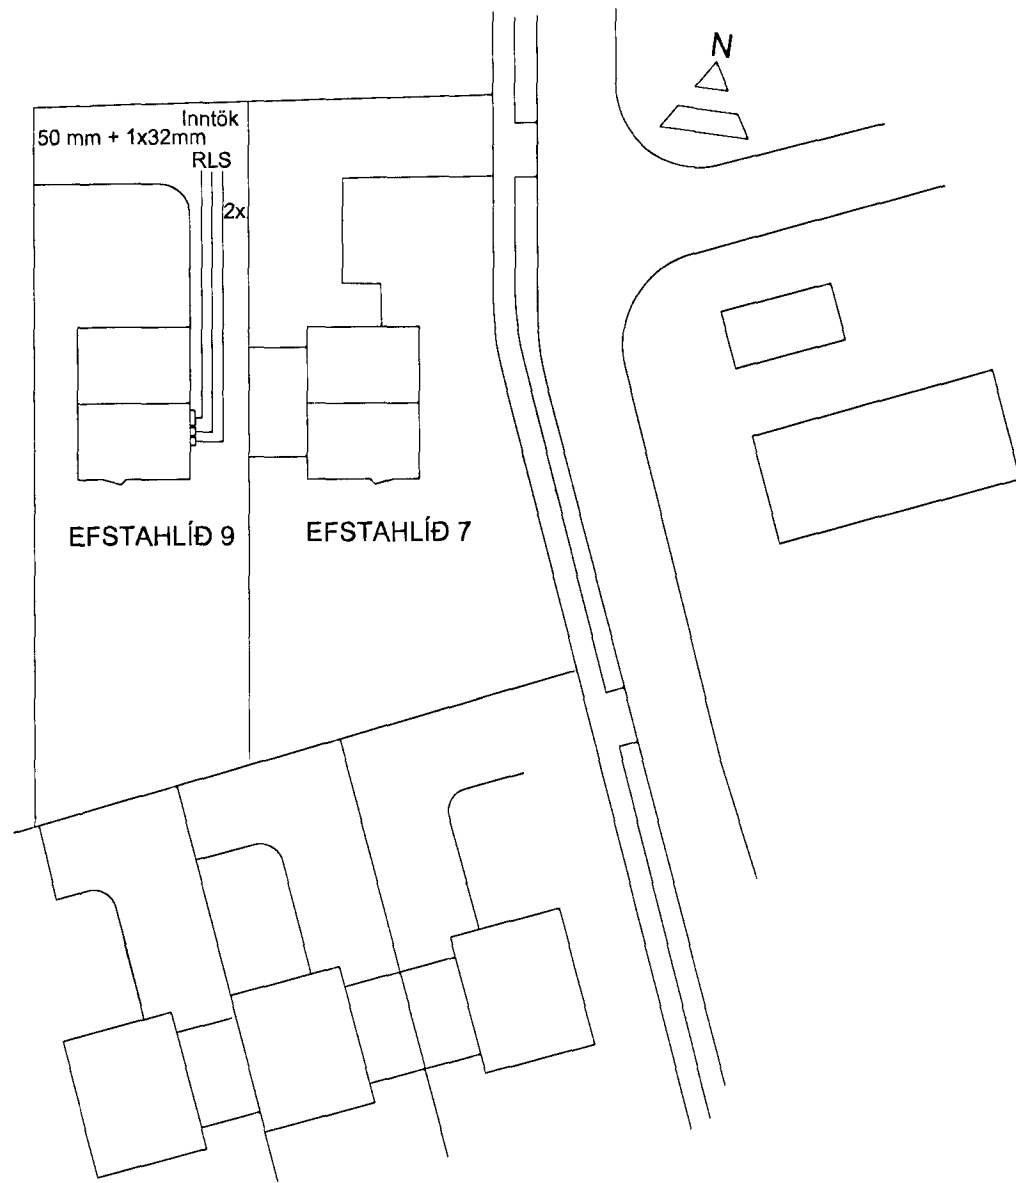 N
Inntök
50 mm + 1x32mm
RLS
2x
EFSTAHLÍÐ 9
EFSTAHLÍÐ 7